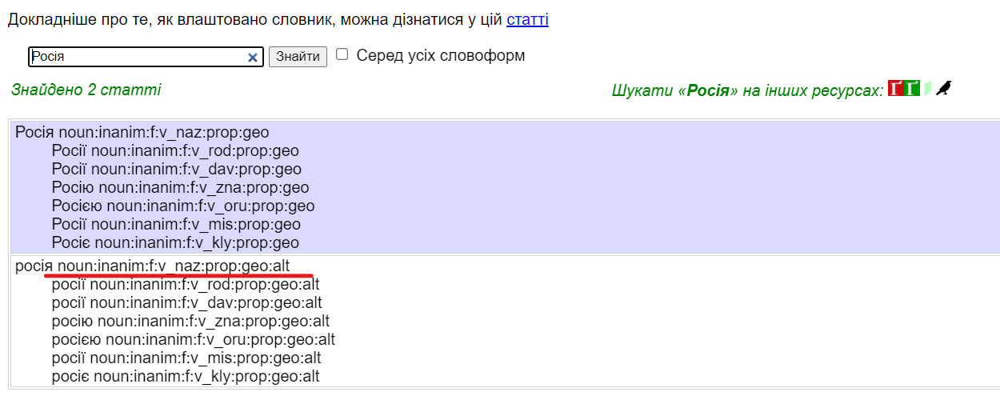 Докладніше про те, як влаштовано словник, можна дізнатися у цій статті
Росія Знайти Серед усіх словоформ
Знайдено 2 статті Шукати «Росія» на інших ресурсах:
Росія noun:inanim:f:v_naz:prop:geo
Росії noun:inanim:f:v_rod:prop:geo
Росії noun:inanim:f:v_dav:prop:geo
Росію noun:inanim:f:v_zna:prop:geo
Росією noun:inanim:f:v_oru:prop:geo
Росії noun:inanim:f:v_mis:prop:geo
Росіє noun:inanim:f:v_kly:prop:geo
росія noun:inanim:f:v_naz:prop:geo:alt
росії noun:inanim:f:v_rod:prop:geo:alt
росії noun:inanim:f:v_dav:prop:geo:alt
росію noun:inanim:f:v_zna:prop:geo:alt
росією noun:inanim:f:v_oru:prop:geo:alt
росії noun:inanim:f:v_mis:prop:geo:alt
росіє noun:inanim:f:v_kly:prop:geo:alt